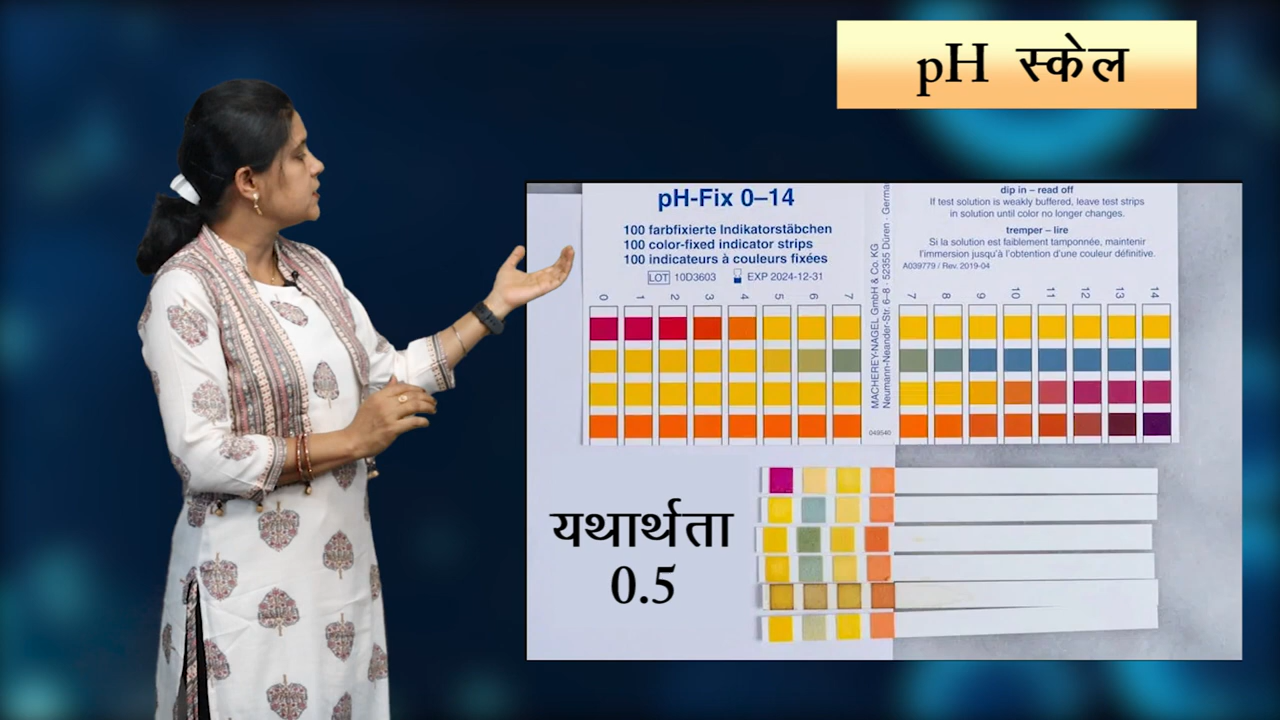 pH स्केल
pH-Fix 0–14
100 farbfixierte Indikatorstäbchen
100 color-fixed indicator strips
100 indicateurs à couleurs fixées
LOT 10D3603 EXP 2024-12-31
0 1 2 3 4 5 6 7
MACHEREY-NAGEL GmbH & Co. KG
Neumann-Neander-Str. 6–8 · 52355 Düren · German
049540
dip in – read off
If test solution is weakly buffered, leave test strips
in solution until color no longer changes.
tremper – lire
Si la solution est faiblement tamponnée, maintenir
l'immersion jusqu'à l'obtention d'une couleur définitive.
A039779 / Rev. 2019-04
7 8 9 10 11 12 13 14
यथार्थता
0.5